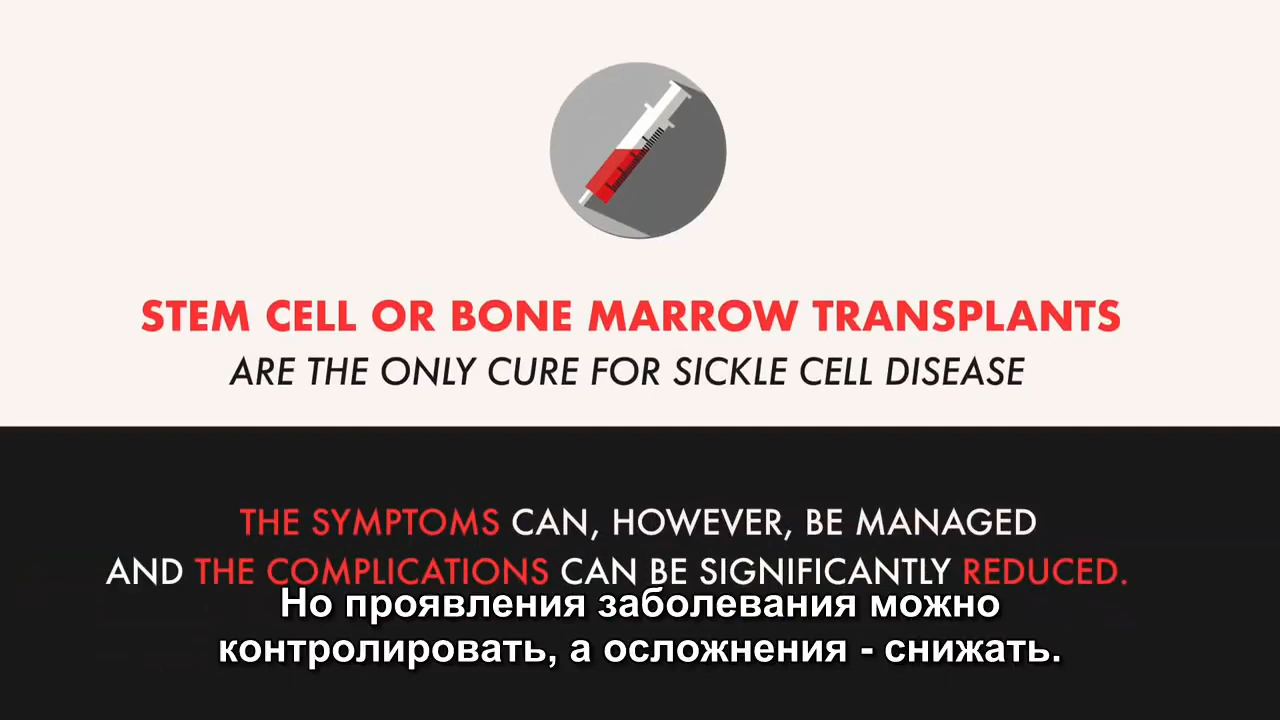 STEM CELL OR BONE MARROW TRANSPLANTS
ARE THE ONLY CURE FOR SICKLE CELL DISEASE
THE SYMPTOMS CAN, HOWEVER, BE MANAGED
AND THE COMPLICATIONS CAN BE SIGNIFICANTLY REDUCED.
Но проявления заболевания можно
контролировать, а осложнения - снижать.